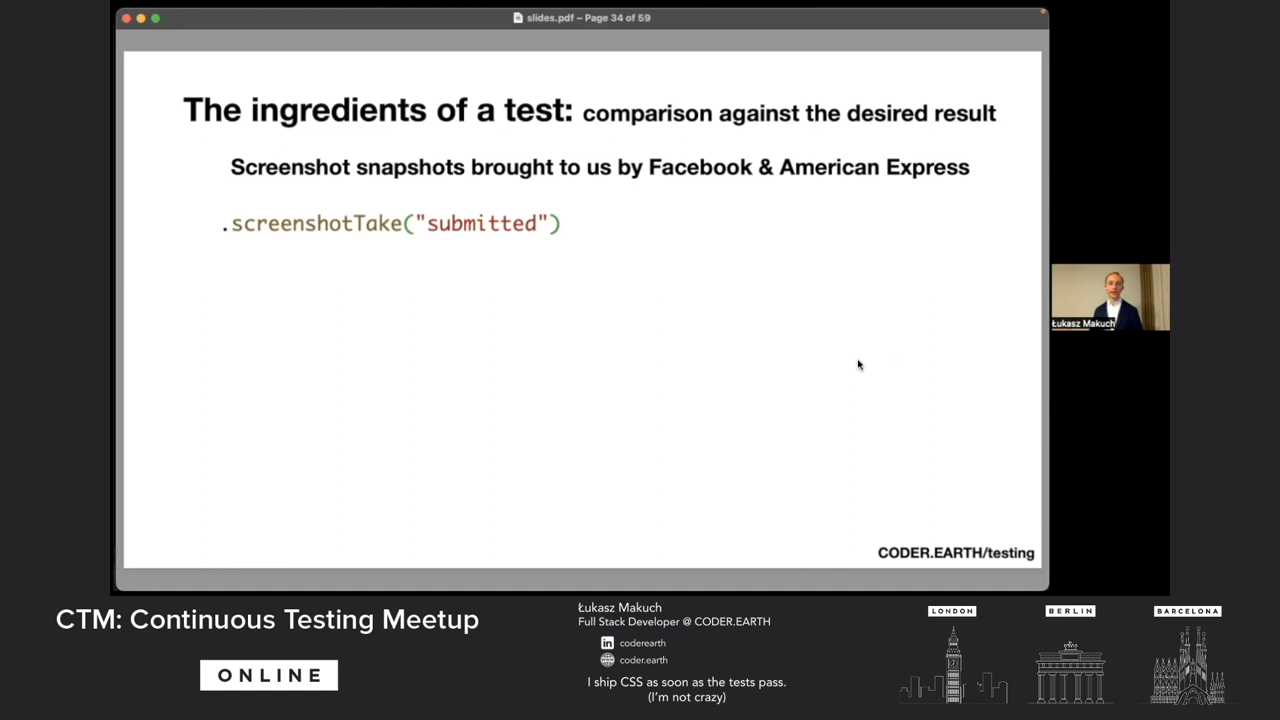 slides.pdf – Page 34 of 59
The ingredients of a test: comparison against the desired result
Screenshot snapshots brought to us by Facebook & American Express
.screenshotTake("submitted")
CODER.EARTH/testing
Łukasz Makuch
CTM: Continuous Testing Meetup
ONLINE
Łukasz Makuch
Full Stack Developer @ CODER.EARTH
in coderearth
coder.earth
I ship CSS as soon as the tests pass.
(I'm not crazy)
LONDON
BERLIN
BARCELONA